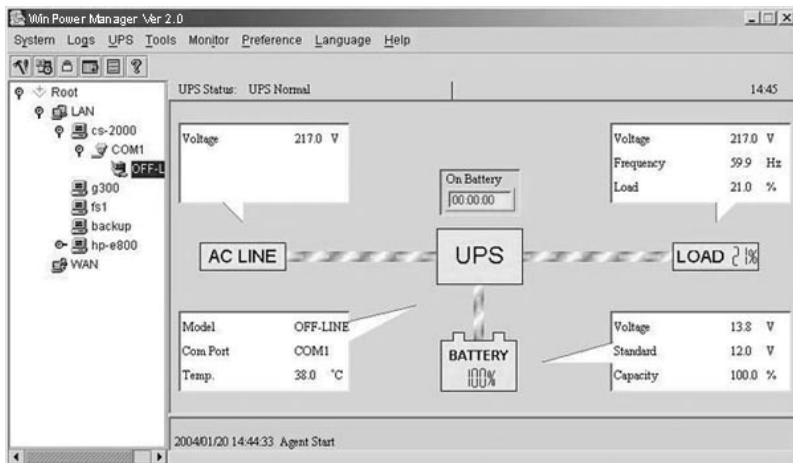 Win Power Manager Ver 2.0
System Logs UPS Tools Monitor Preference Language Help
Root
LAN
cs-2000
COM1
OFF-L
g300
fs1
backup
hp-e800
WAN
UPS Status: UPS Normal
14:45
Voltage 217.0 V
On Battery
00:00:00
Voltage 217.0 V
Frequency 59.9 Hz
Load 21.0 %
AC LINE
UPS
LOAD 21%
Model OFF-LINE
Com Port COM1
Temp. 38.0 °C
BATTERY
100%
Voltage 13.8 V
Standard 12.0 V
Capacity 100.0 %
2004/01/20 14:44:33 Agent Start